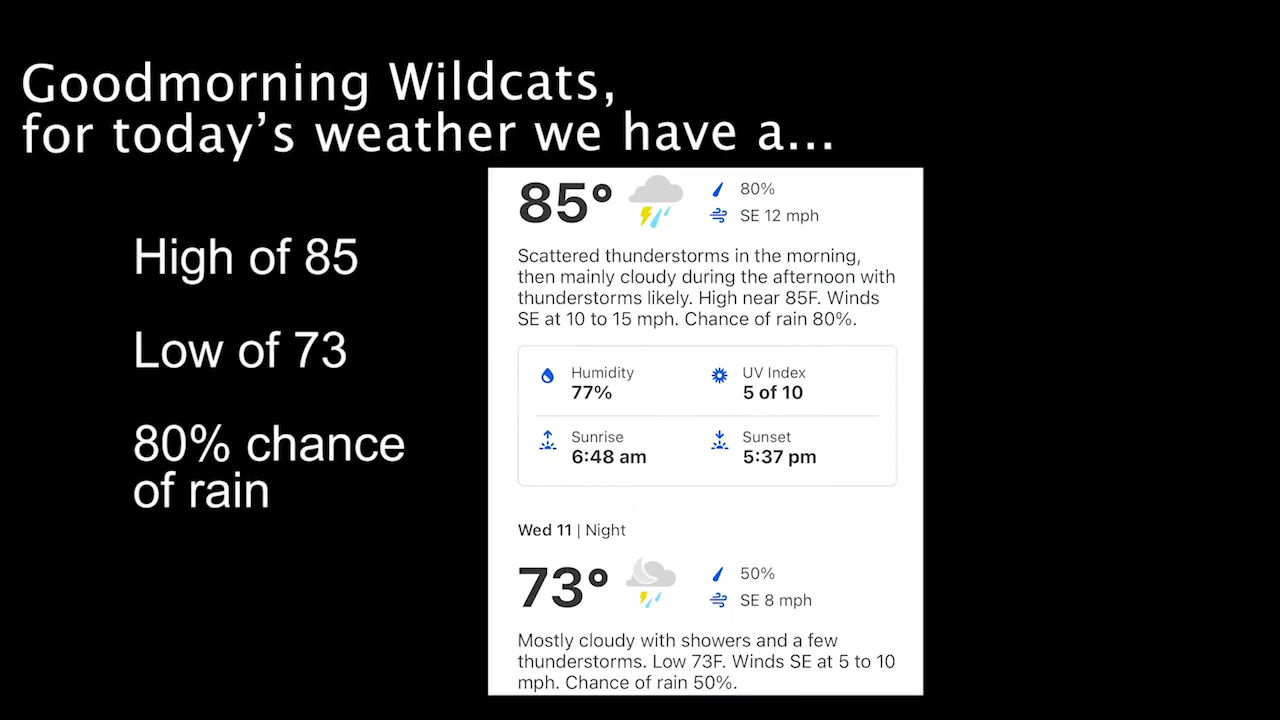 Goodmorning Wildcats,
for today’s weather we have a...
High of 85
Low of 73
80% chance
of rain
85°
80%
SE 12 mph
Scattered thunderstorms in the morning,
then mainly cloudy during the afternoon with
thunderstorms likely. High near 85F. Winds
SE at 10 to 15 mph. Chance of rain 80%.
Humidity
77%
UV Index
5 of 10
Sunrise
6:48 am
Sunset
5:37 pm
Wed 11 | Night
73°
50%
SE 8 mph
Mostly cloudy with showers and a few
thunderstorms. Low 73F. Winds SE at 5 to 10
mph. Chance of rain 50%.